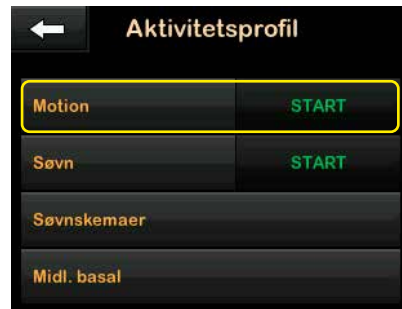 Aktivitetsprofil
Motion START
Søvn START
Søvnskemaer
Midl. basal